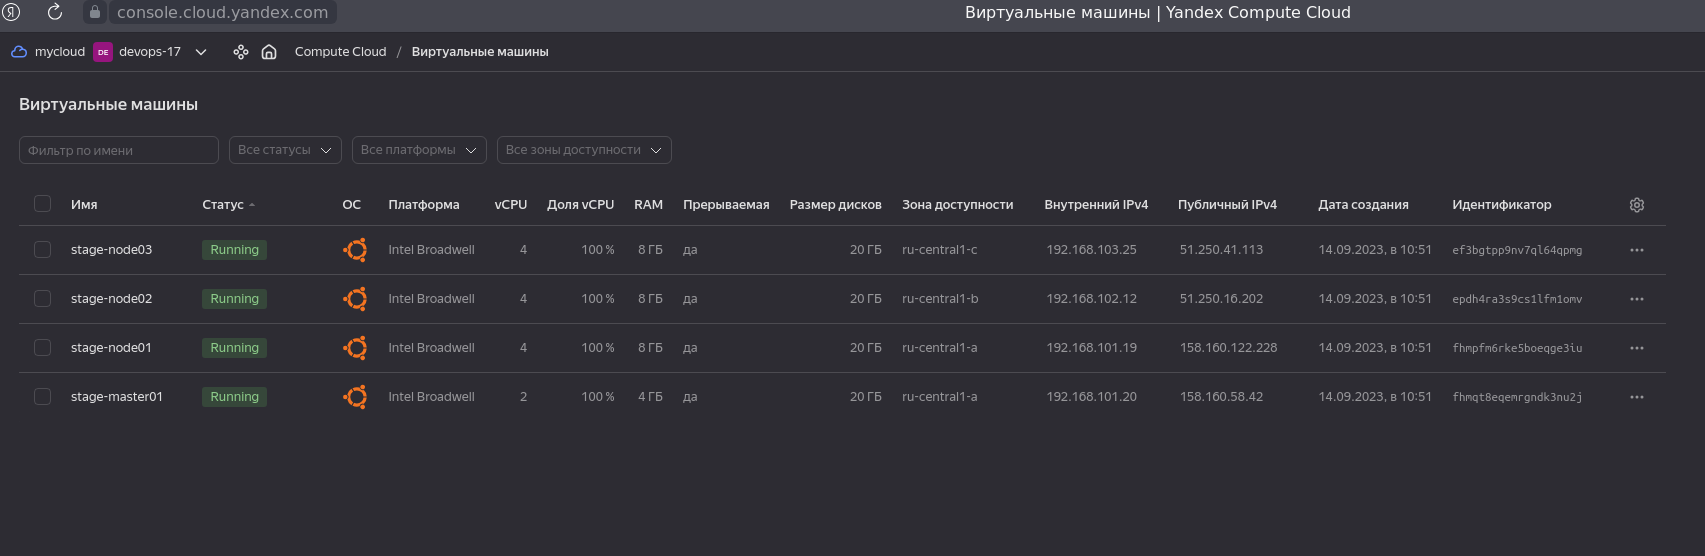 console.cloud.yandex.com Виртуальные машины | Yandex Compute Cloud
mycloud DE devops-17 Compute Cloud / Виртуальные машины
Виртуальные машины
Фильтр по имени Все статусы Все платформы Все зоны доступности
Имя Статус ОС Платформа vCPU Доля vCPU RAM Прерываемая Размер дисков Зона доступности Внутренний IPv4 Публичный IPv4 Дата создания Идентификатор
stage-node03 Running Intel Broadwell 4 100 % 8 ГБ да 20 ГБ ru-central1-c 192.168.103.25 51.250.41.113 14.09.2023, в 10:51 ef3bgtpp9nv7ql64qpmg
stage-node02 Running Intel Broadwell 4 100 % 8 ГБ да 20 ГБ ru-central1-b 192.168.102.12 51.250.16.202 14.09.2023, в 10:51 epdh4ra3s9cs1lfm1omv
stage-node01 Running Intel Broadwell 4 100 % 8 ГБ да 20 ГБ ru-central1-a 192.168.101.19 158.160.122.228 14.09.2023, в 10:51 fhmpfm6rke5boeqge3iu
stage-master01 Running Intel Broadwell 2 100 % 4 ГБ да 20 ГБ ru-central1-a 192.168.101.20 158.160.58.42 14.09.2023, в 10:51 fhmqt8eqemrgndk3nu2j